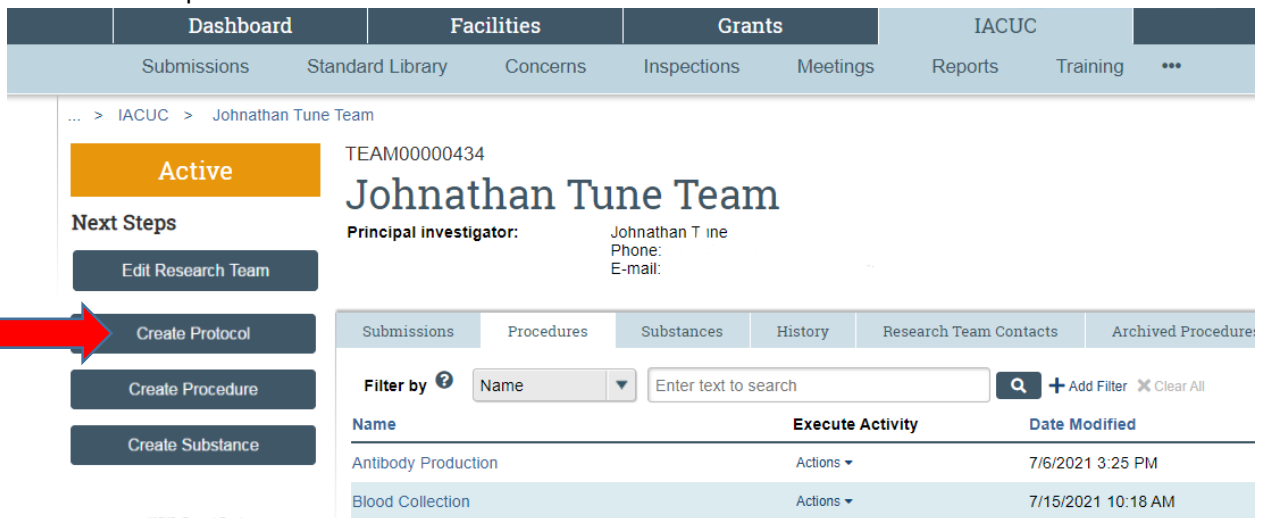 Dashboard Facilities Grants IACUC
Submissions Standard Library Concerns Inspections Meetings Reports Training •••
... > IACUC > Johnathan Tune Team
Active
TEAM00000434
Johnathan Tune Team
Next Steps
Principal investigator: Johnathan T ne
Phone:
E-mail:
Edit Research Team
Create Protocol
Create Procedure
Create Substance
Submissions Procedures Substances History Research Team Contacts Archived Procedures
Filter by ? Name Enter text to search + Add Filter ✖ Clear All
Name Execute Activity Date Modified
Antibody Production Actions 7/6/2021 3:25 PM
Blood Collection Actions 7/15/2021 10:18 AM